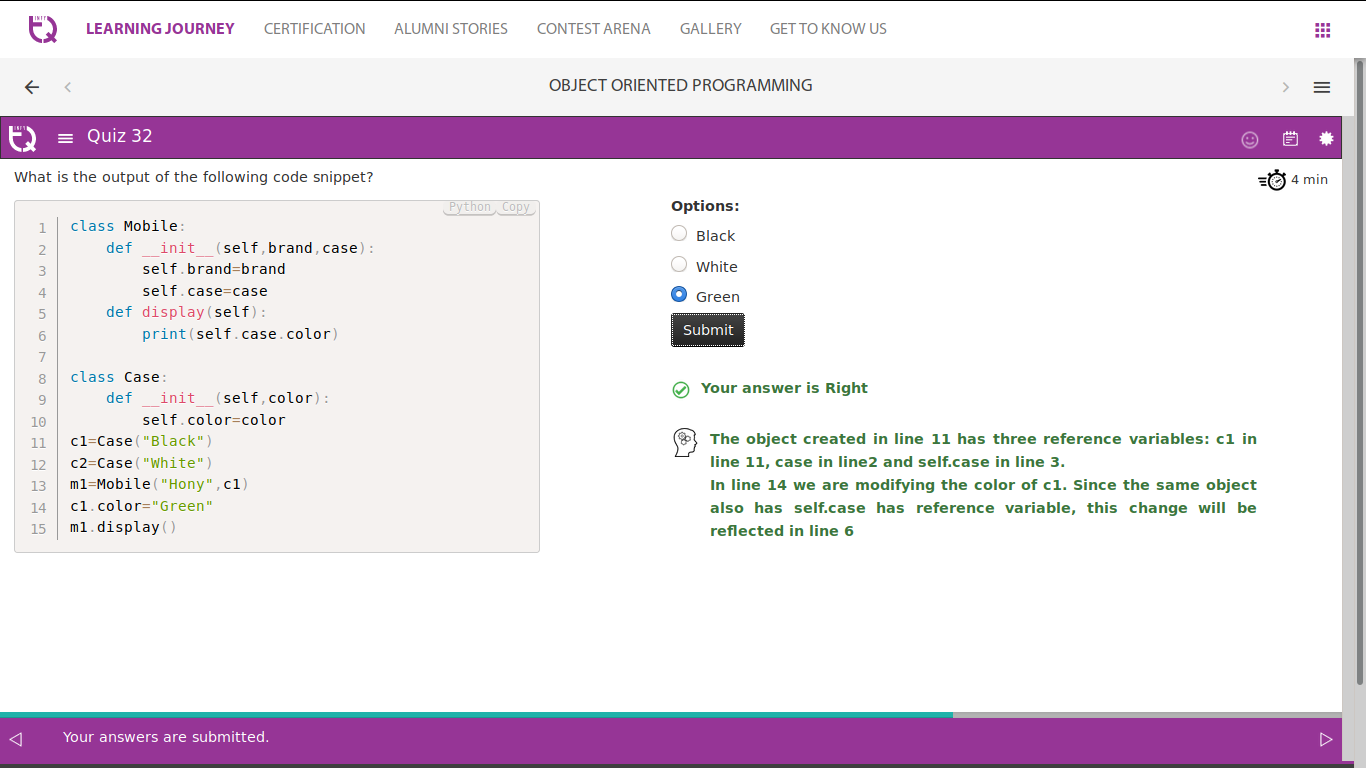 INFY
TQ
LEARNING JOURNEY CERTIFICATION ALUMNI STORIES CONTEST ARENA GALLERY GET TO KNOW US
OBJECT ORIENTED PROGRAMMING
INFY
TQ
Quiz 32
What is the output of the following code snippet?
4 min
Python Copy
1 class Mobile:
2     def __init__(self,brand,case):
3         self.brand=brand
4         self.case=case
5     def display(self):
6         print(self.case.color)
7
8 class Case:
9     def __init__(self,color):
10         self.color=color
11 c1=Case("Black")
12 c2=Case("White")
13 m1=Mobile("Hony",c1)
14 c1.color="Green"
15 m1.display()
Options:
Black
White
Green
Submit
Your answer is Right
The object created in line 11 has three reference variables: c1 in
line 11, case in line2 and self.case in line 3.
In line 14 we are modifying the color of c1. Since the same object
also has self.case has reference variable, this change will be
reflected in line 6
Your answers are submitted.